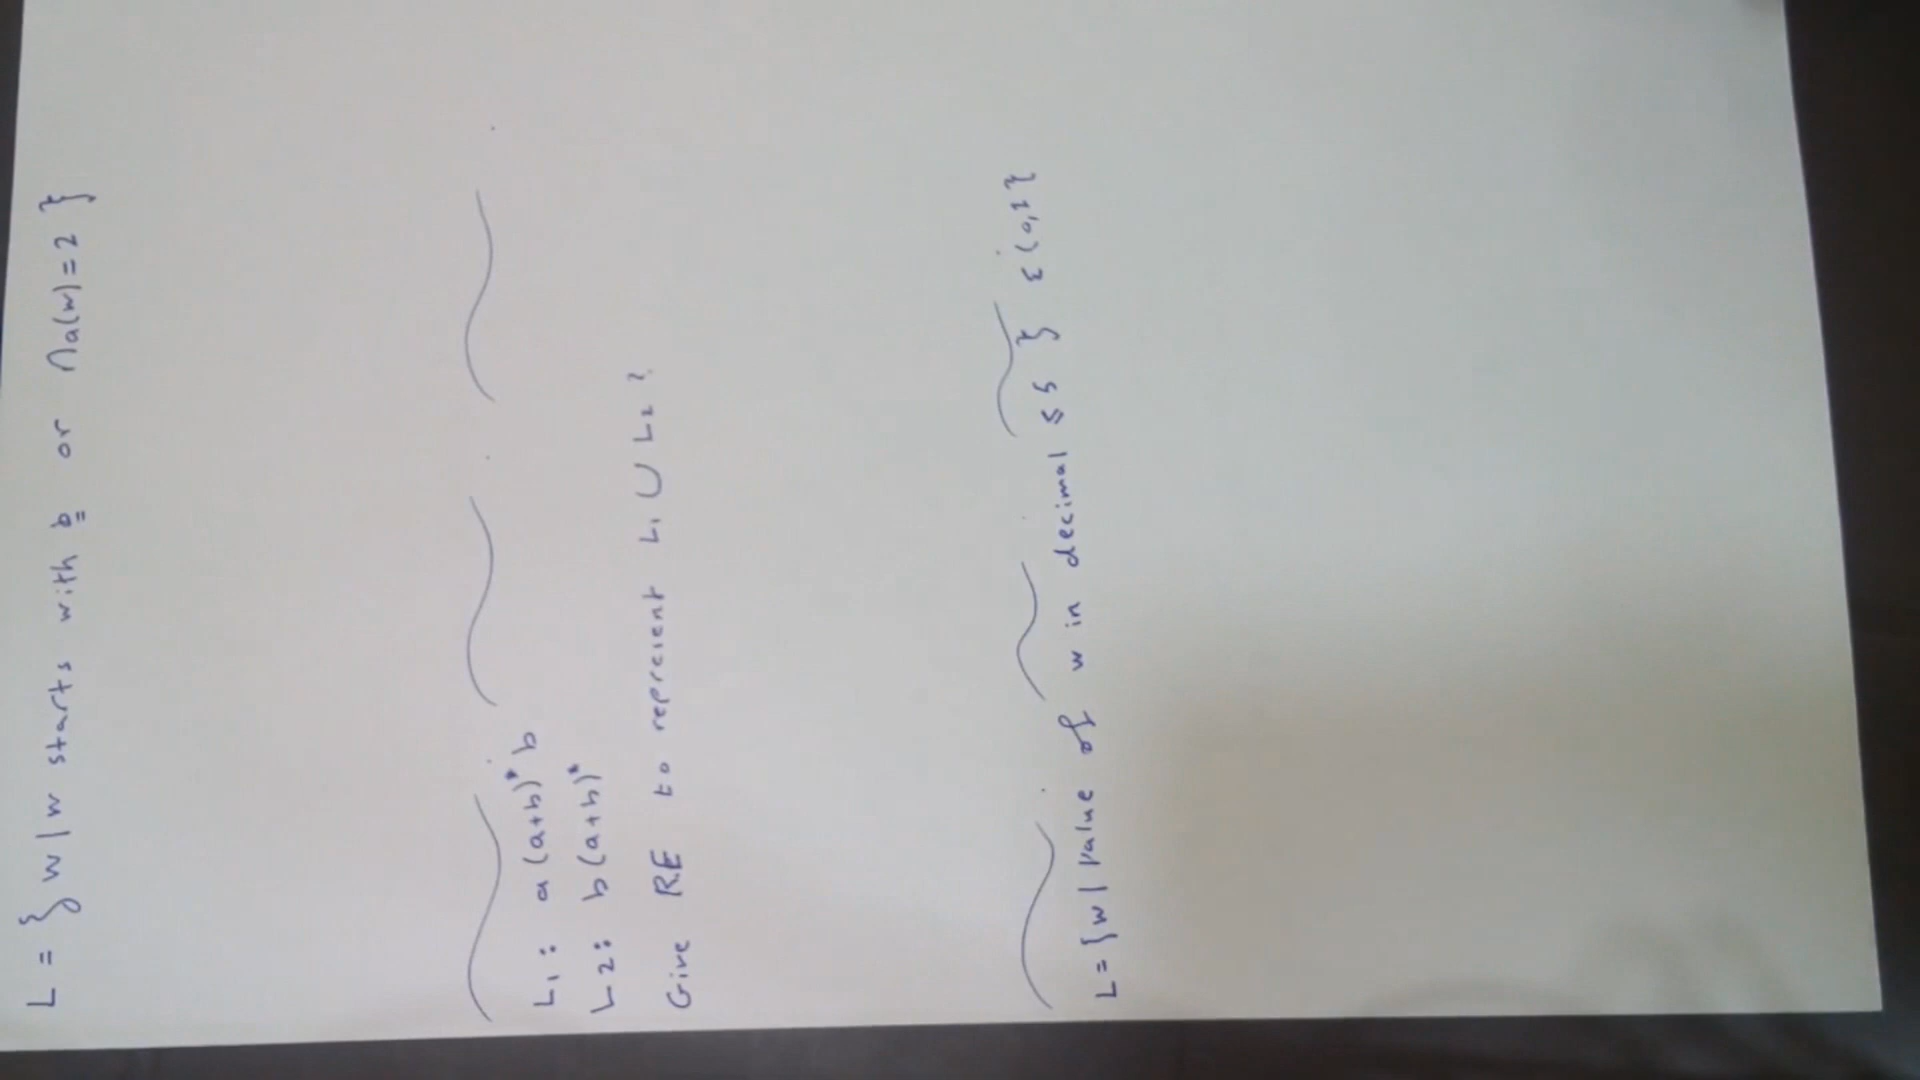 L = { w | w starts with b or na(w) = 2 }
L1: a(a+b)* b
L2: b(a+b)*
Give RE to represent L1 ∪ L2?
L = { w | value of w in decimal ≤ 5 } ε {0,1}